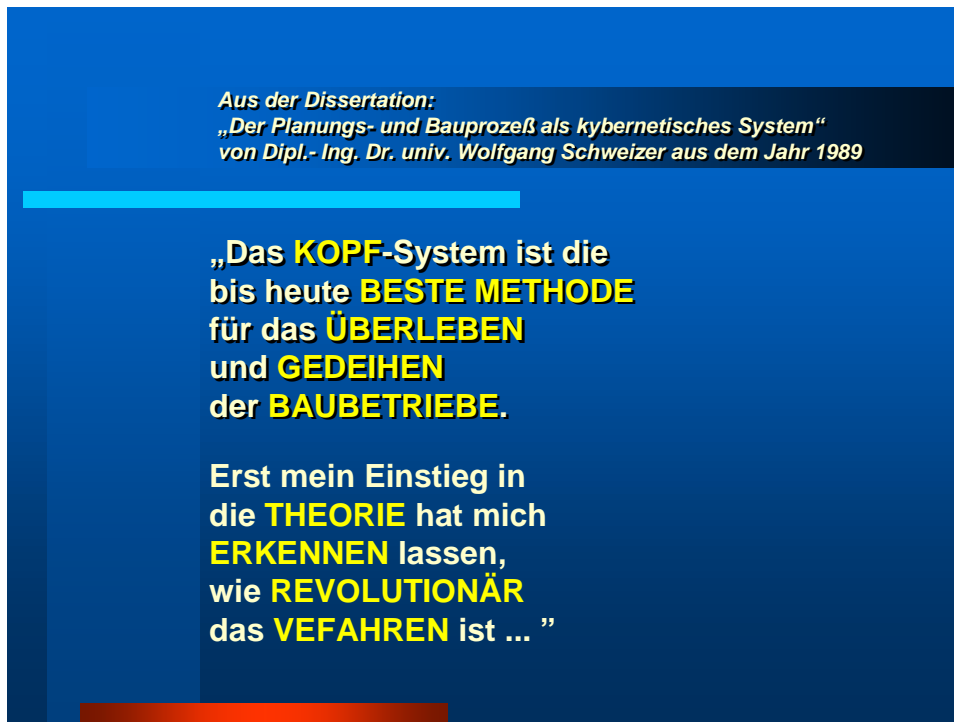 Aus der Dissertation:
„Der Planungs- und Bauprozeß als kybernetisches System“
von Dipl.- Ing. Dr. univ. Wolfgang Schweizer aus dem Jahr 1989
„Das KOPF-System ist die
bis heute BESTE METHODE
für das ÜBERLEBEN
und GEDEIHEN
der BAUBETRIEBE.
Erst mein Einstieg in
die THEORIE hat mich
ERKENNEN lassen,
wie REVOLUTIONÄR
das VEFAHREN ist ... ”